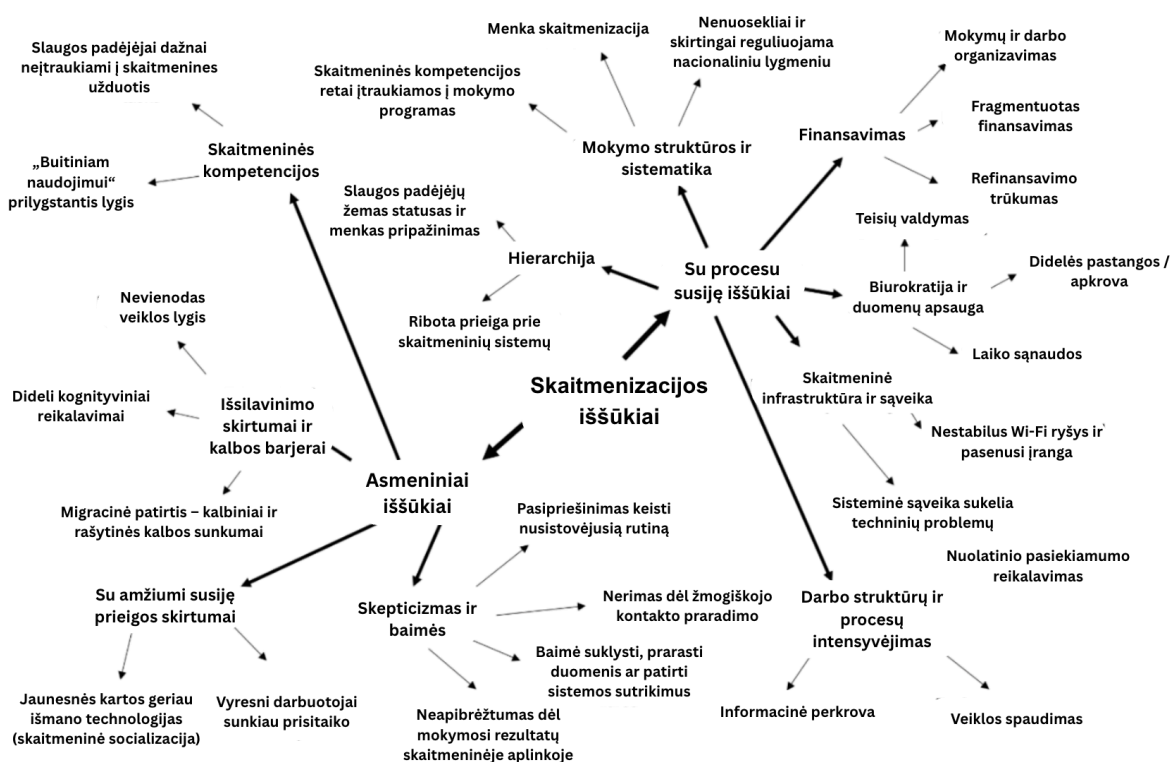 Slaugos padėjėjai dažnai
neįtraukiami į skaitmenines
užduotis
„Buitiniam
naudojimui“
prilygstantis lygis
Skaitmeninės
kompetencijos
Menka skaitmenizacija
Nenuosekliai ir
skirtingai reguliuojama
nacionaliniu lygmeniu
Skaitmeninės kompetencijos
retai įtraukiamos į mokymo
programas
Mokymo struktūros ir
sistematika
Mokymų ir darbo
organizavimas
Fragmentuotas
finansavimas
Finansavimas
Refinansavimo
trūkumas
Slaugos padėjėjų
žemas statusas ir
menkas pripažinimas
Hierarchija
Ribota prieiga prie
skaitmeninių sistemų
Su procesu
susiję iššūkiai
Teisių valdymas
Biurokratija ir
duomenų apsauga
Didelės pastangos /
apkrova
Laiko sąnaudos
Skaitmeninė
infrastruktūra ir sąveika
Nestabilus Wi-Fi ryšys ir
pasenusi įranga
Sisteminė sąveika sukelia
techninių problemų
Skaitmenizacijos
iššūkiai
Nevienodas
veiklos lygis
Dideli kognityviniai
reikalavimai
Išsilavinimo
skirtumai ir
kalbos barjerai
Migracinė patirtis – kalbiniai ir
rašytinės kalbos sunkumai
Asmeniniai
iššūkiai
Su amžiumi susiję
prieigos skirtumai
Jaunesnės kartos geriau
išmano technologijas
(skaitmeninė socializacija)
Vyresni darbuotojai
sunkiau prisitaiko
Skepticizmas ir
baimės
Pasipriešinimas keisti
nusistovėjusią rutiną
Nerimas dėl žmogiškojo
kontakto praradimo
Baimė suklysti, prarasti
duomenis ar patirti
sistemos sutrikimus
Neapibrėžtumas dėl
mokymosi rezultatų
skaitmeninėje aplinkoje
Nuolatinio pasiekiamumo
reikalavimas
Darbo struktūrų ir
procesų
intensyvėjimas
Informacinė perkrova
Veiklos spaudimas